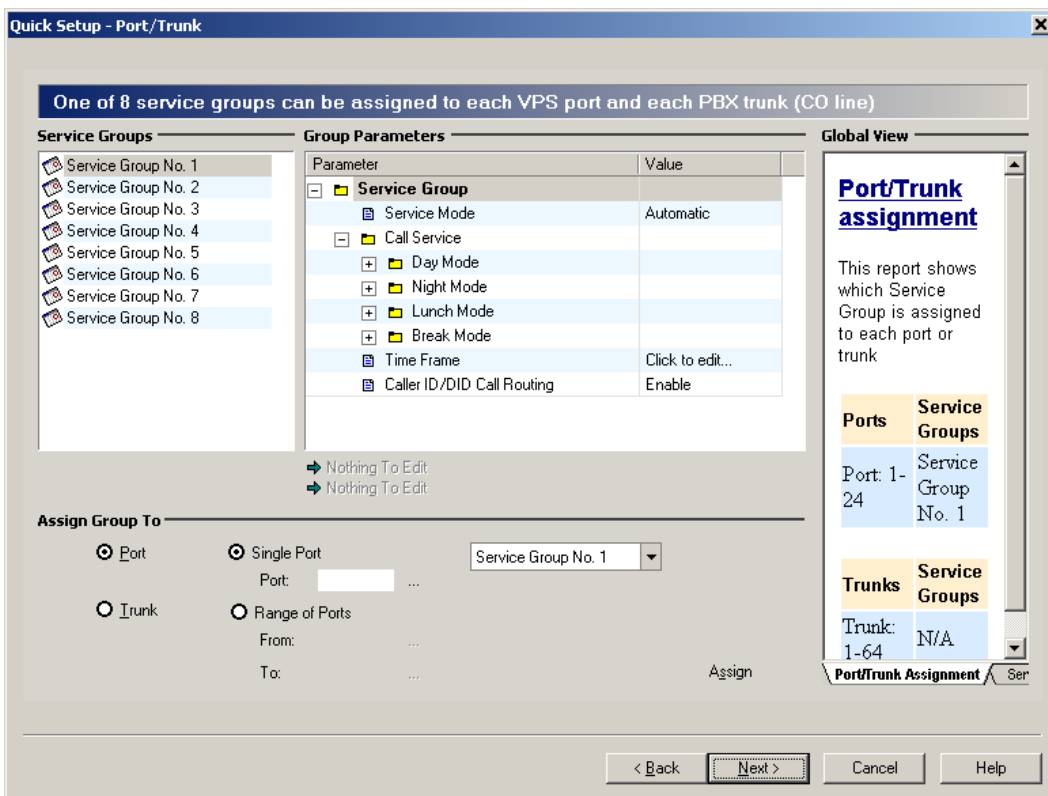 Quick Setup - Port/Trunk
One of 8 service groups can be assigned to each VPS port and each PBX trunk (CO line)
Service Groups
Service Group No. 1
Service Group No. 2
Service Group No. 3
Service Group No. 4
Service Group No. 5
Service Group No. 6
Service Group No. 7
Service Group No. 8
Group Parameters
Parameter Value
Service Group
Service Mode Automatic
Call Service
Day Mode
Night Mode
Lunch Mode
Break Mode
Time Frame Click to edit...
Caller ID/DID Call Routing Enable
Nothing To Edit
Nothing To Edit
Global View
Port/Trunk
assignment
This report shows
which Service
Group is assigned
to each port or
trunk
Ports Service
Groups
Port: 1-
24
Service
Group
No. 1
Trunks Service
Groups
Trunk:
1-64
N/A
Port/Trunk Assignment Ser
Assign Group To
Port Single Port Service Group No. 1
Port: ...
Trunk Range of Ports
From: ...
To: ... Assign
< Back Next > Cancel Help